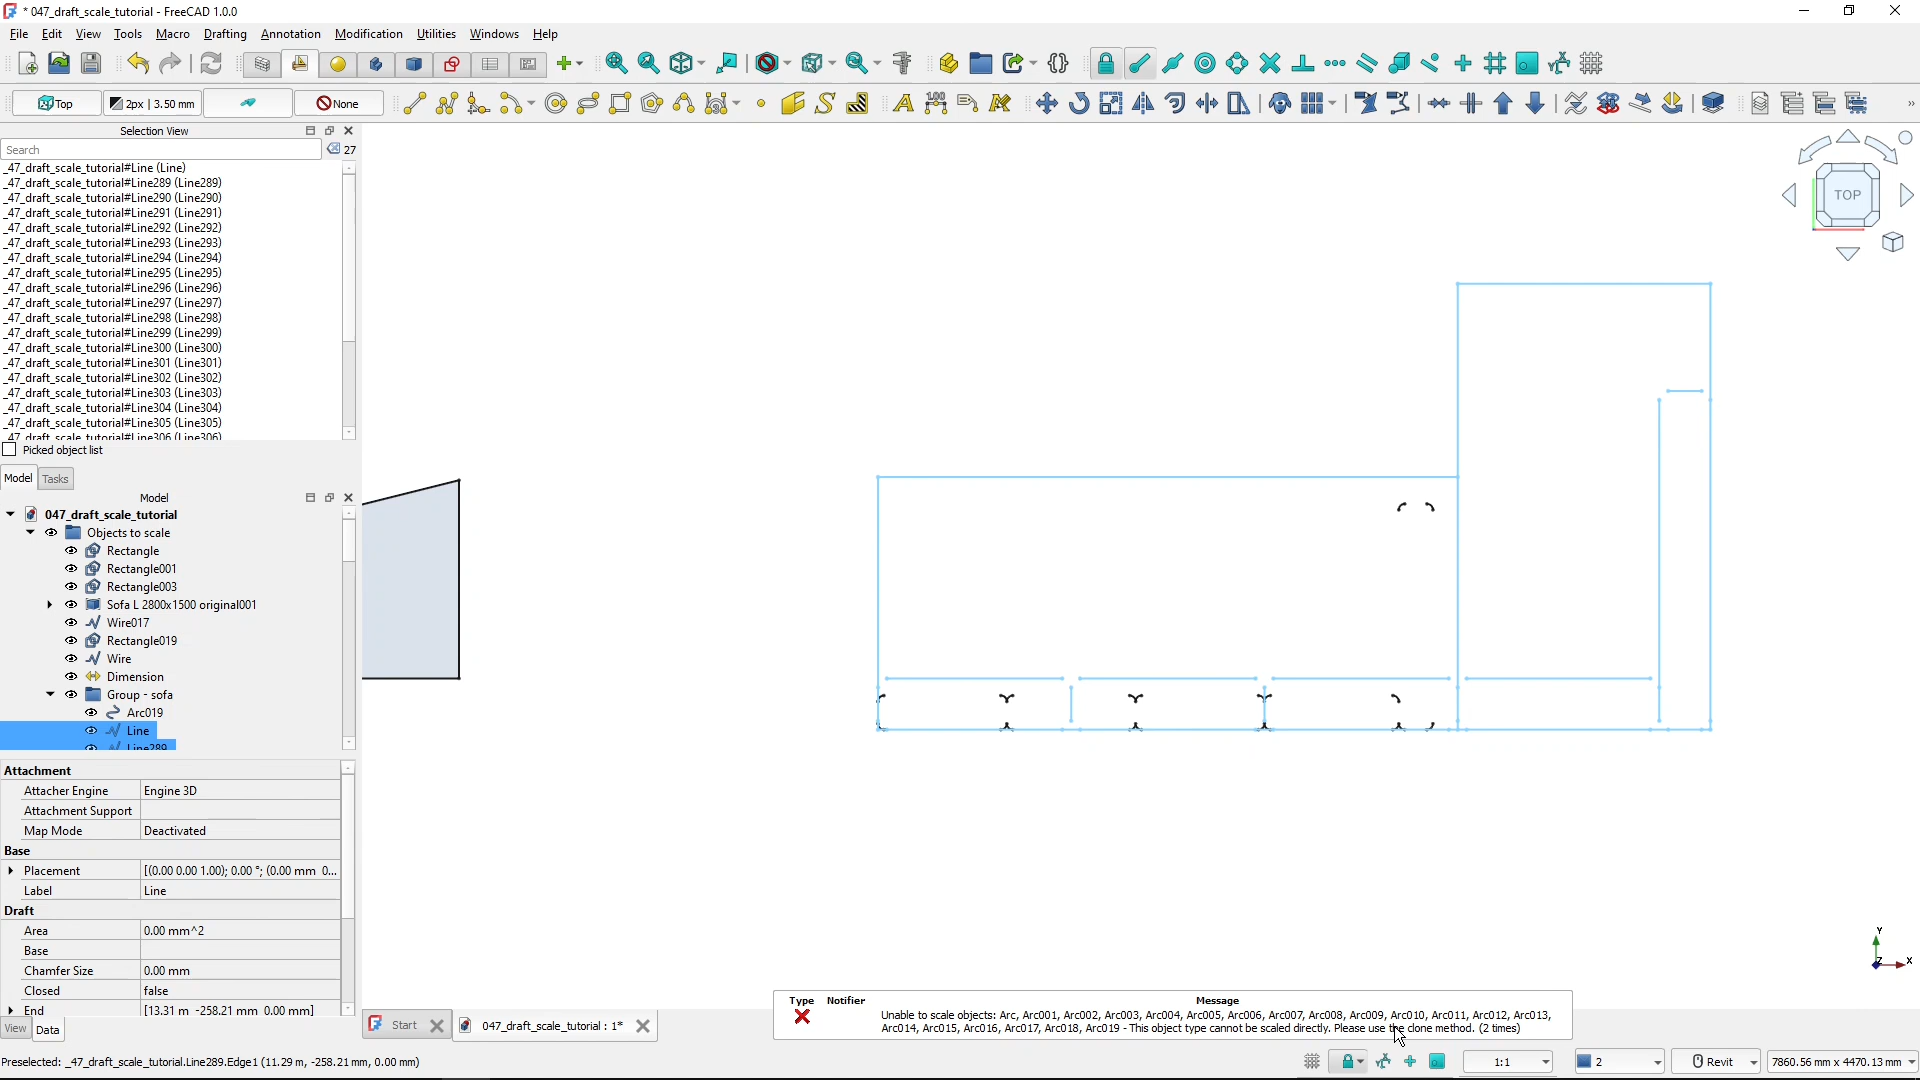 * 047_draft_scale_tutorial - FreeCAD 1.0.0
File Edit View Tools Macro Drafting Annotation Modification Utilities Windows Help
Top 2px | 3.50 mm None
Selection View
Search 27
_47_draft_scale_tutorial#Line (Line)
_47_draft_scale_tutorial#Line289 (Line289)
_47_draft_scale_tutorial#Line290 (Line290)
_47_draft_scale_tutorial#Line291 (Line291)
_47_draft_scale_tutorial#Line292 (Line292)
_47_draft_scale_tutorial#Line293 (Line293)
_47_draft_scale_tutorial#Line294 (Line294)
_47_draft_scale_tutorial#Line295 (Line295)
_47_draft_scale_tutorial#Line296 (Line296)
_47_draft_scale_tutorial#Line297 (Line297)
_47_draft_scale_tutorial#Line298 (Line298)
_47_draft_scale_tutorial#Line299 (Line299)
_47_draft_scale_tutorial#Line300 (Line300)
_47_draft_scale_tutorial#Line301 (Line301)
_47_draft_scale_tutorial#Line302 (Line302)
_47_draft_scale_tutorial#Line303 (Line303)
_47_draft_scale_tutorial#Line304 (Line304)
_47_draft_scale_tutorial#Line305 (Line305)
_47_draft_scale_tutorial#Line306 (Line306)
Picked object list
Model Tasks
Model
047_draft_scale_tutorial
Objects to scale
Rectangle
Rectangle001
Rectangle003
Sofa L 2800x1500 original001
Wire017
Rectangle019
Wire
Dimension
Group - sofa
Arc019
Line
Line289
Attachment
Attacher Engine Engine 3D
Attachment Support
Map Mode Deactivated
Base
Placement [(0.00 0.00 1.00); 0.00 °; (0.00 mm 0...
Label Line
Draft
Area 0.00 mm^2
Base
Chamfer Size 0.00 mm
Closed false
End [13.31 m -258.21 mm 0.00 mm]
View Data
TOP
Y
Z X
Start 047_draft_scale_tutorial : 1*
Type Notifier Message
Unable to scale objects: Arc, Arc001, Arc002, Arc003, Arc004, Arc005, Arc006, Arc007, Arc008, Arc009, Arc010, Arc011, Arc012, Arc013,
Arc014, Arc015, Arc016, Arc017, Arc018, Arc019 - This object type cannot be scaled directly. Please use the clone method. (2 times)
Preselected: _47_draft_scale_tutorial.Line289.Edge1 (11.29 m, -258.21 mm, 0.00 mm) 1:1 2 Revit 7860.56 mm x 4470.13 mm